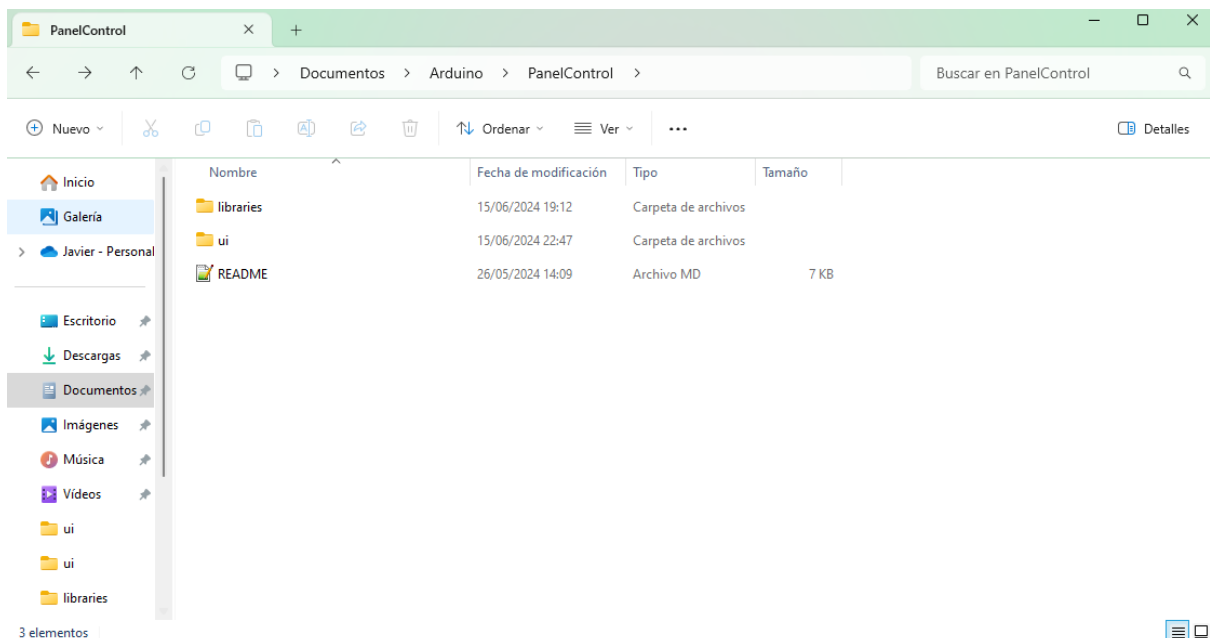 PanelControl
Documentos > Arduino > PanelControl >
Buscar en PanelControl
Nuevo
Ordenar
Ver
Detalles
Inicio
Galería
Javier - Personal
Escritorio
Descargas
Documentos
Imágenes
Música
Vídeos
ui
ui
libraries
Nombre Fecha de modificación Tipo Tamaño
libraries 15/06/2024 19:12 Carpeta de archivos
ui 15/06/2024 22:47 Carpeta de archivos
README 26/05/2024 14:09 Archivo MD 7 KB
3 elementos